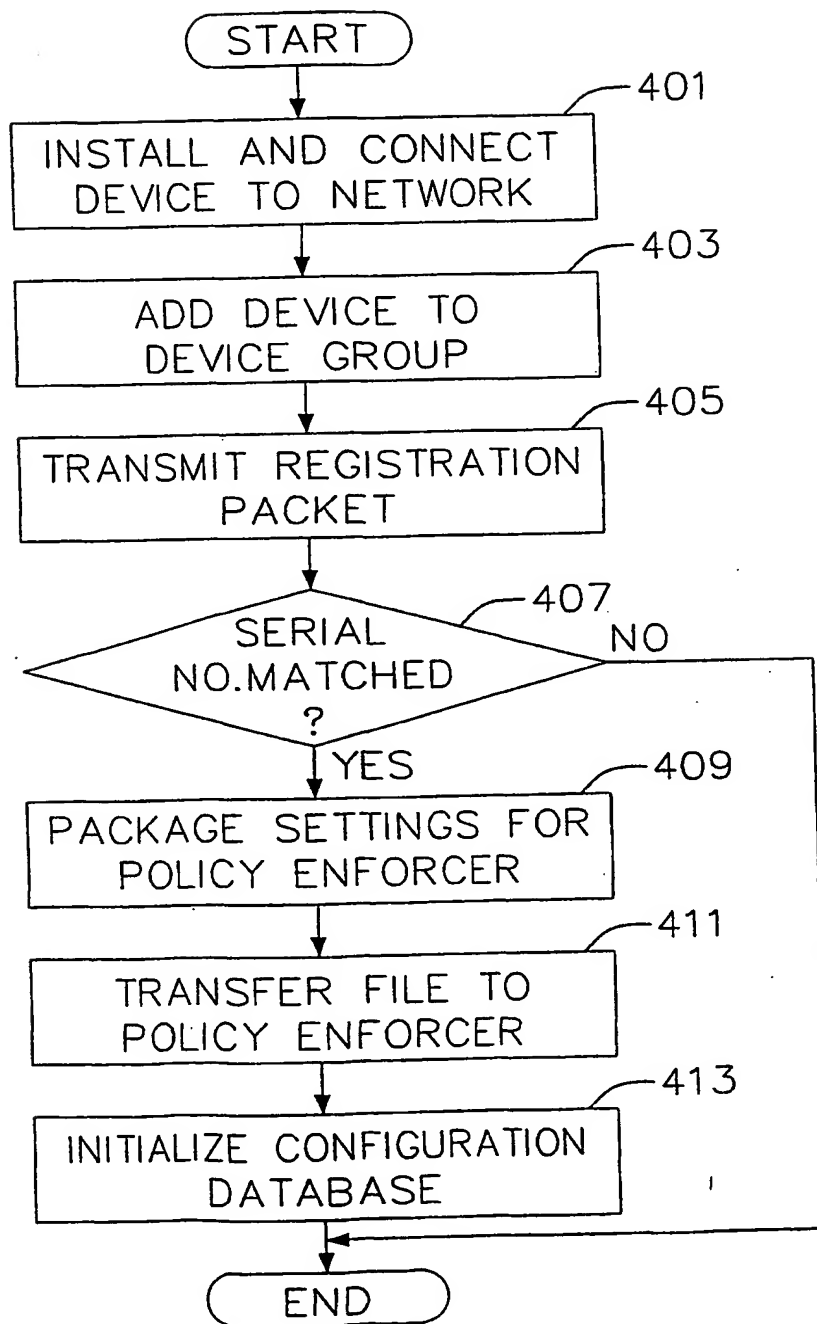 START
401
INSTALL AND CONNECT
DEVICE TO NETWORK
403
ADD DEVICE TO
DEVICE GROUP
405
TRANSMIT REGISTRATION
PACKET
407
SERIAL
NO.MATCHED
?
NO
YES
409
PACKAGE SETTINGS FOR
POLICY ENFORCER
411
TRANSFER FILE TO
POLICY ENFORCER
413
INITIALIZE CONFIGURATION
DATABASE
END